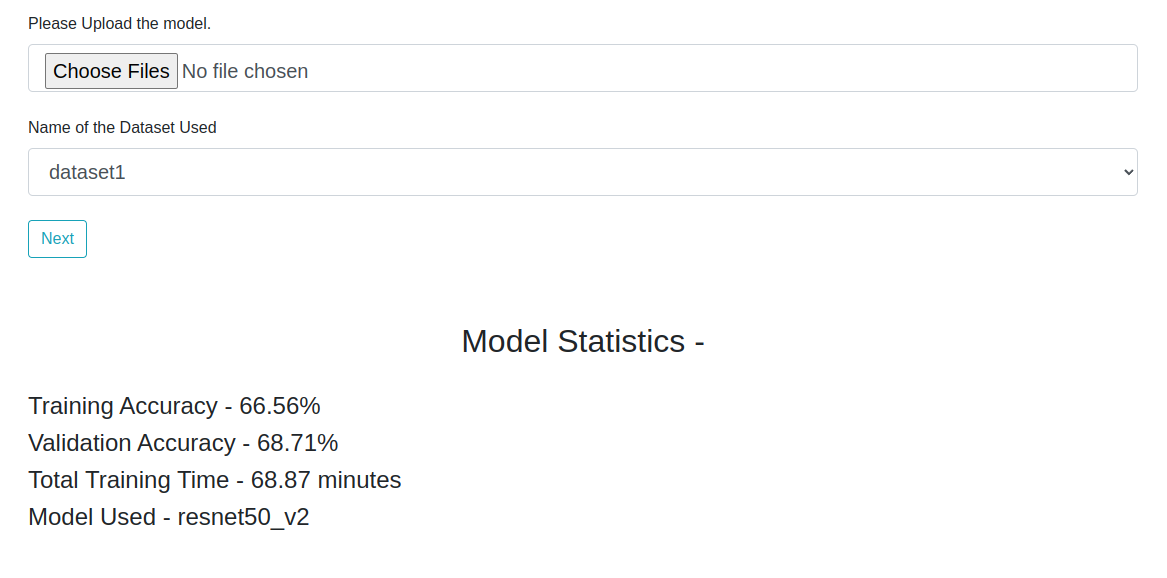 Please Upload the model.
Choose Files No file chosen
Name of the Dataset Used
dataset1
Next
Model Statistics -
Training Accuracy - 66.56%
Validation Accuracy - 68.71%
Total Training Time - 68.87 minutes
Model Used - resnet50_v2